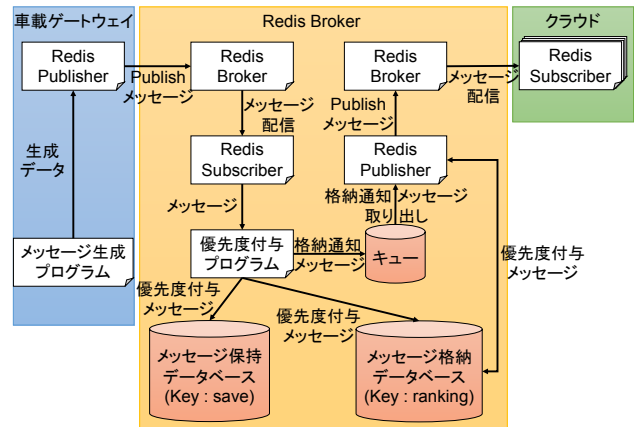 車載ゲートウェイ
Redis
Publisher
生成
データ
メッセージ生成
プログラム
Publish
メッセージ
Redis Broker
Redis
Broker
メッセージ
配信
Redis
Subscriber
メッセージ
優先度付与
プログラム
格納通知
メッセージ
キュー
格納通知メッセージ
取り出し
Redis
Publisher
Publish
メッセージ
Redis
Broker
メッセージ
配信
優先度付与
メッセージ
優先度付与
メッセージ
優先度付与
メッセージ
メッセージ保持
データベース
(Key : save)
メッセージ格納
データベース
(Key : ranking)
クラウド
Redis
Subscriber